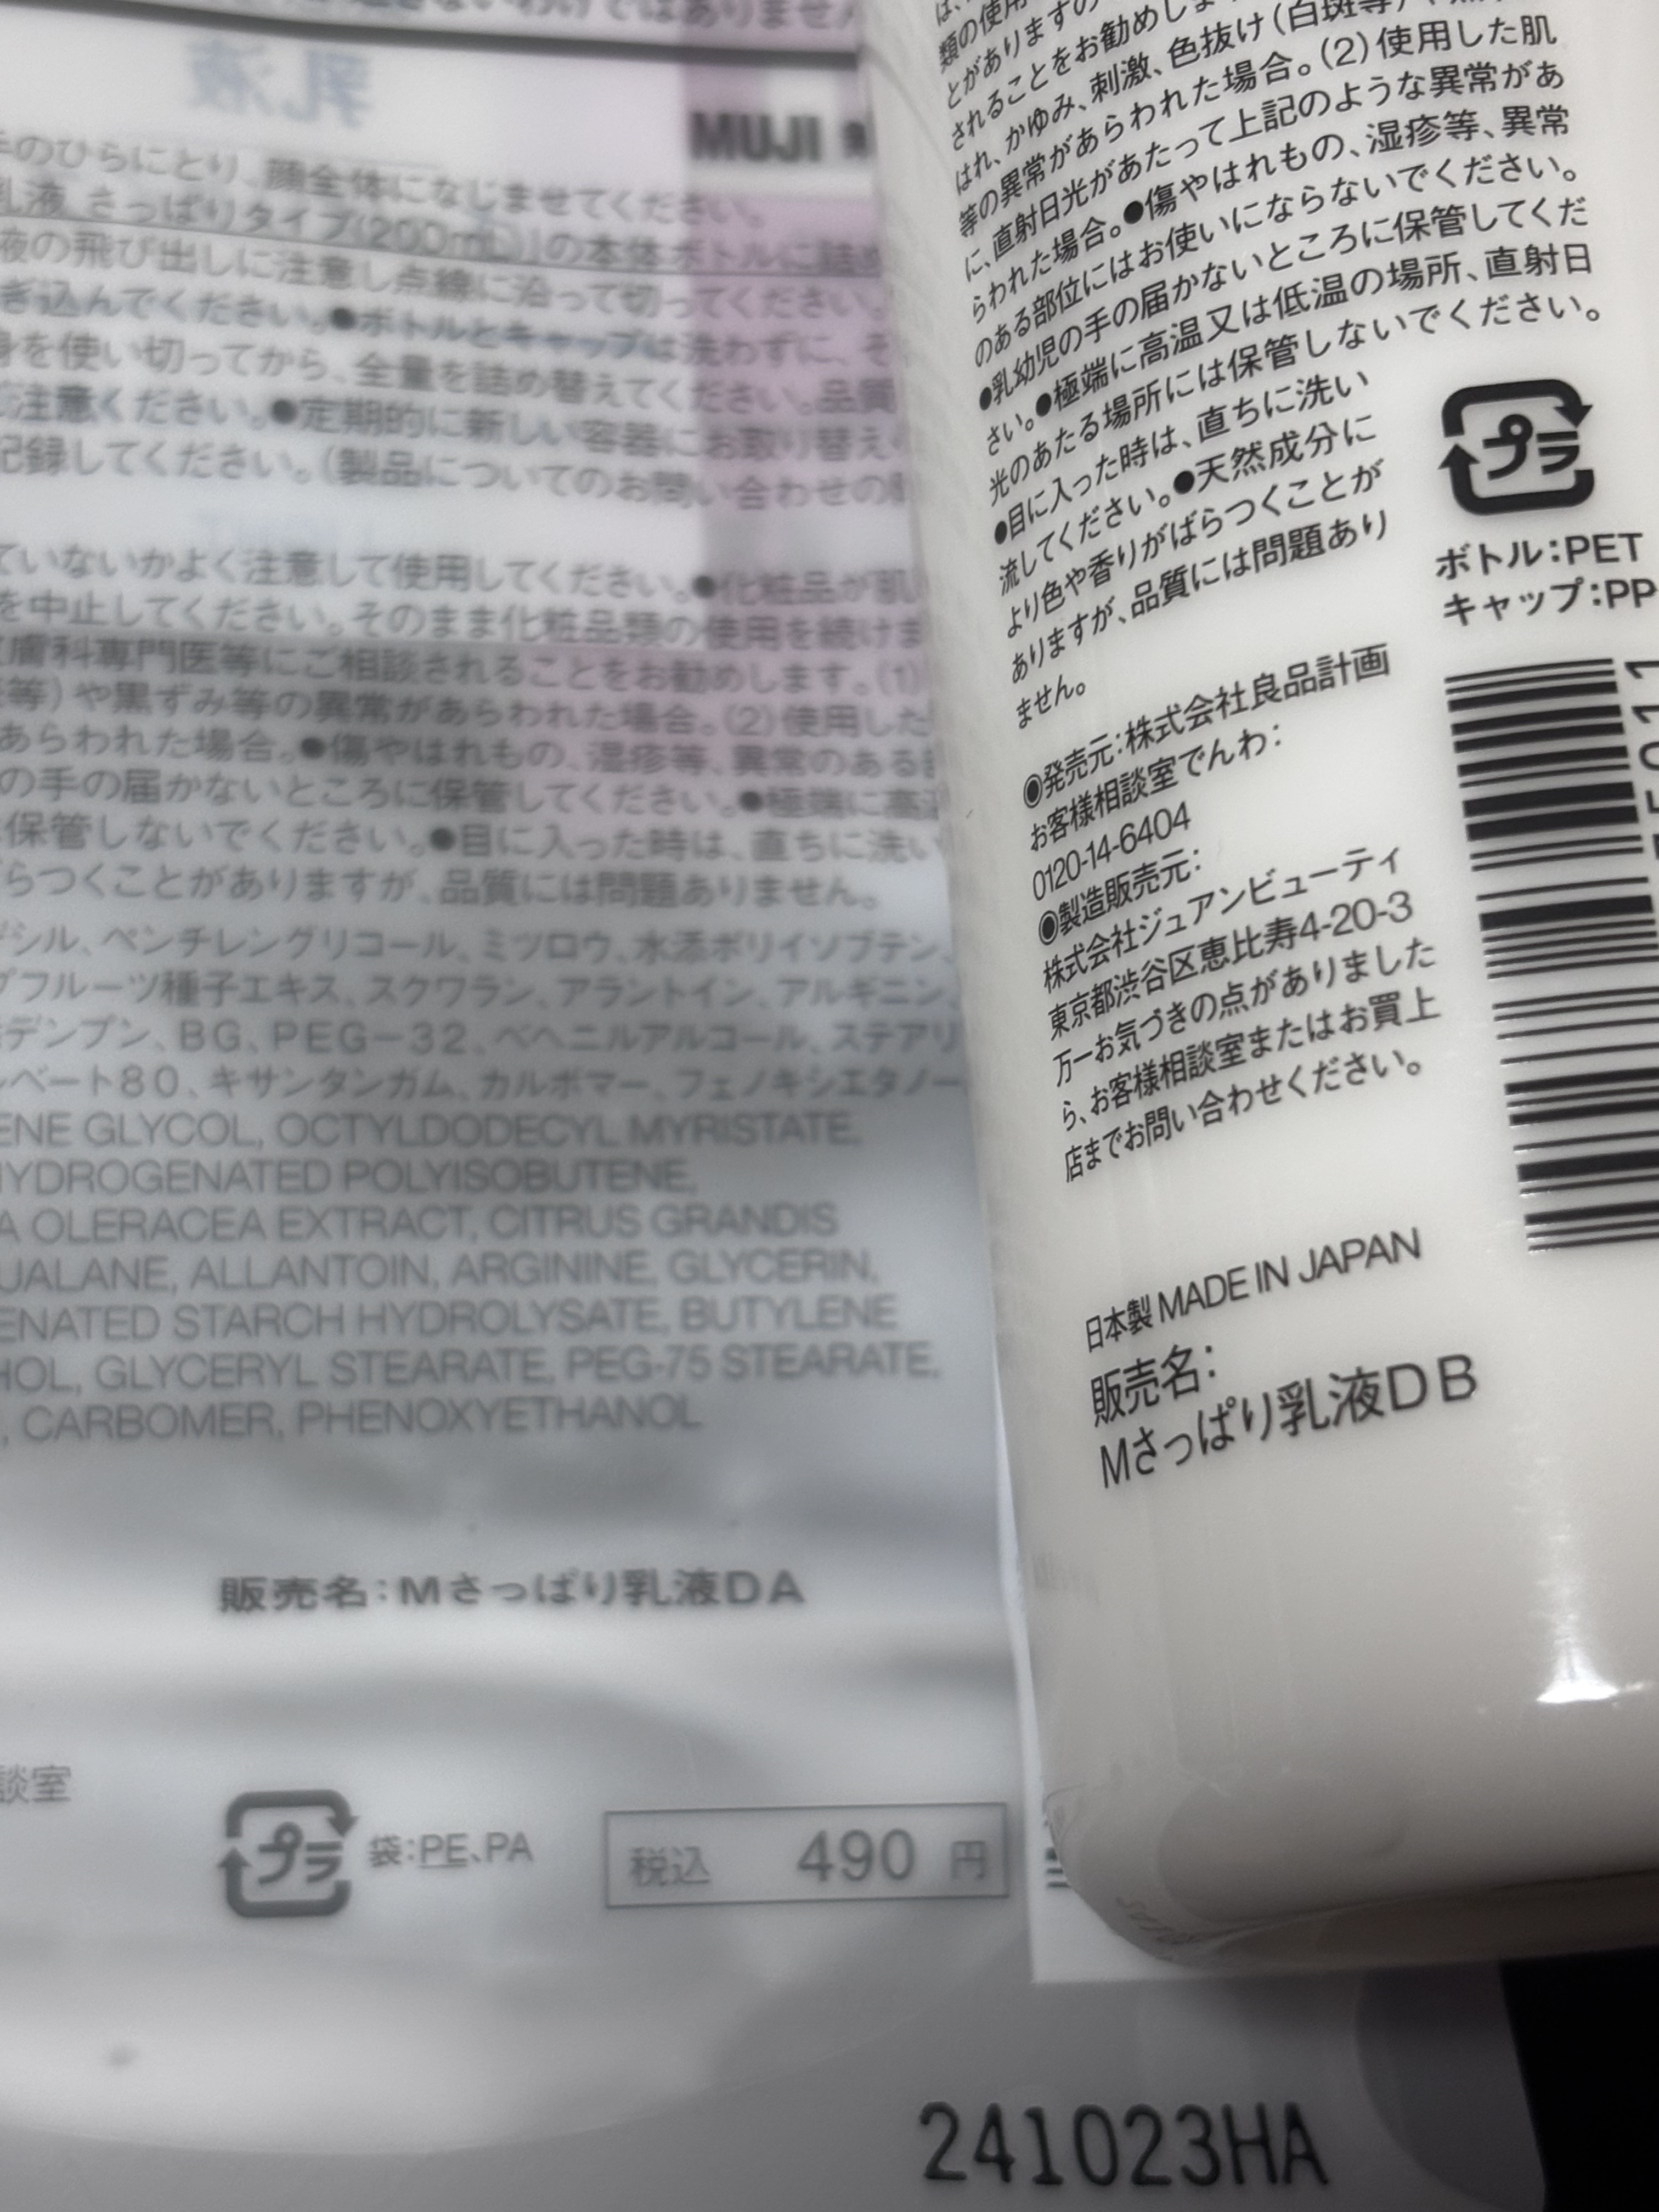 乳液
MUJI
手のひらにとり、顔全体になじませてください。
乳液 さっぱりタイプ(200mL)」の本体ボトルに詰め
液の飛び出しに注意し点線に沿って切ってください。
ぎ込んでください。●ボトルとキャップは洗わずに、そ
身を使い切ってから、全量を詰め替えてください。品質
ご注意ください。●定期的に新しい容器にお取り替え
記録してください。(製品についてのお問い合わせの
ていないかよく注意して使用してください。●化粧品が肌
を中止してください。そのまま化粧品類の使用を続けま
皮膚科専門医等にご相談されることをお勧めします。(1)
等)や黒ずみ等の異常があらわれた場合。(2)使用した
あらわれた場合。●傷やはれもの、湿疹等、異常のある
の手の届かないところに保管してください。●極端に高
保管しないでください。●目に入った時は、直ちに洗い
らつくことがありますが、品質には問題ありません。
デシル、ペンチレングリコール、ミツロウ、水添ポリイソブテン、
プフルーツ種子エキス、スクワラン、アラントイン、アルギニン、
デンプン、BG、PEG-32、ベヘニルアルコール、ステアリ
ベート80、キサンタンガム、カルボマー、フェノキシエタノー
ENE GLYCOL, OCTYLDODECYL MYRISTATE,
HYDROGENATED POLYISOBUTENE,
A OLERACEA EXTRACT, CITRUS GRANDIS
UALANE, ALLANTOIN, ARGININE, GLYCERIN,
ENATED STARCH HYDROLYSATE, BUTYLENE
HOL, GLYCERYL STEARATE, PEG-75 STEARATE,
, CARBOMER, PHENOXYETHANOL
販売名:Mさっぱり乳液DA
談室
プラ
袋:PE、PA
税込 490 円
241023HA
類の使用
とがありますの
されることをお勧めしま
はれ、かゆみ、刺激、色抜け(白斑等)や
等の異常があらわれた場合。(2)使用した肌
に、直射日光があたって上記のような異常があ
らわれた場合。●傷やはれもの、湿疹等、異常
のある部位にはお使いにならないでください。
●乳幼児の手の届かないところに保管してくだ
さい。●極端に高温又は低温の場所、直射日
光のあたる場所には保管しないでください。
●目に入った時は、直ちに洗い
流してください。●天然成分に
より色や香りがばらつくことが
ありますが、品質には問題あり
ません。
プラ
ボトル:PET
キャップ:PP
◉発売元:株式会社良品計画
お客様相談室でんわ:
0120-14-6404
◉製造販売元:
株式会社ジュアンビューティ
東京都渋谷区恵比寿4-20-3
万一お気づきの点がありました
ら、お客様相談室またはお買上
店までお問い合わせください。
日本製 MADE IN JAPAN
販売名:
Mさっぱり乳液DB